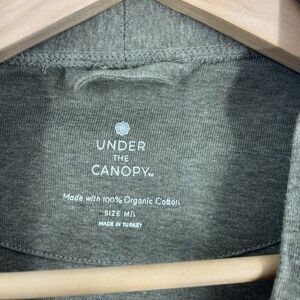 UNDER
THE
CANOPY™
Made with 100% Organic Cotton
SIZE M/L
MADE IN TURKEY